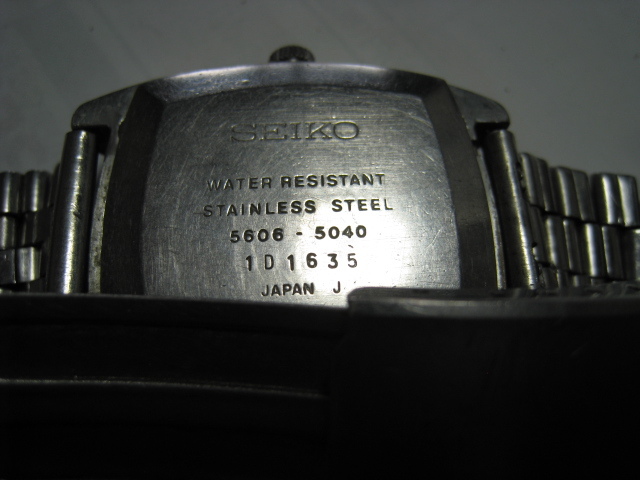 SEIKO
WATER RESISTANT
STAINLESS STEEL
5606 - 5040
1D1635
JAPAN J